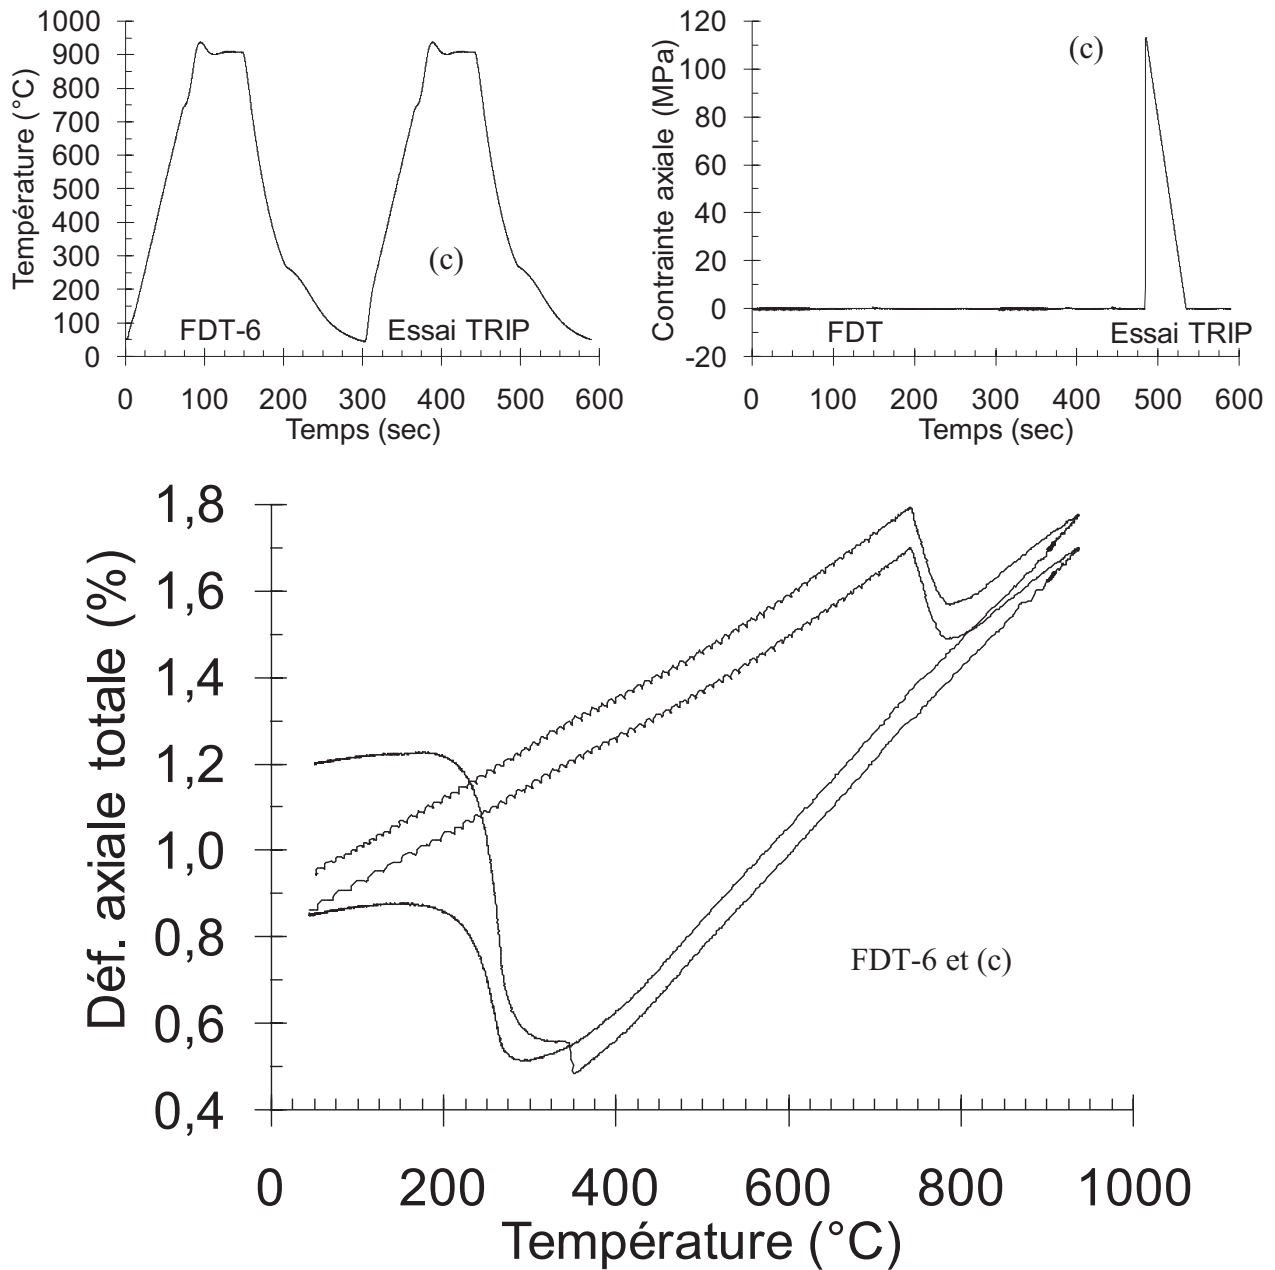 1000
900
800
700
600
500
400
300
200
100
0
Température (°C)
(c)
FDT-6
Essai TRIP
0 100 200 300 400 500 600
Temps (sec)
120
100
80
60
40
20
0
-20
Contrainte axiale (MPa)
(c)
FDT
Essai TRIP
0 100 200 300 400 500 600
Temps (sec)
1,8
1,6
1,4
1,2
1,0
0,8
0,6
0,4
Déf. axiale totale (%)
FDT-6 et (c)
0 200 400 600 800 1000
Température (°C)